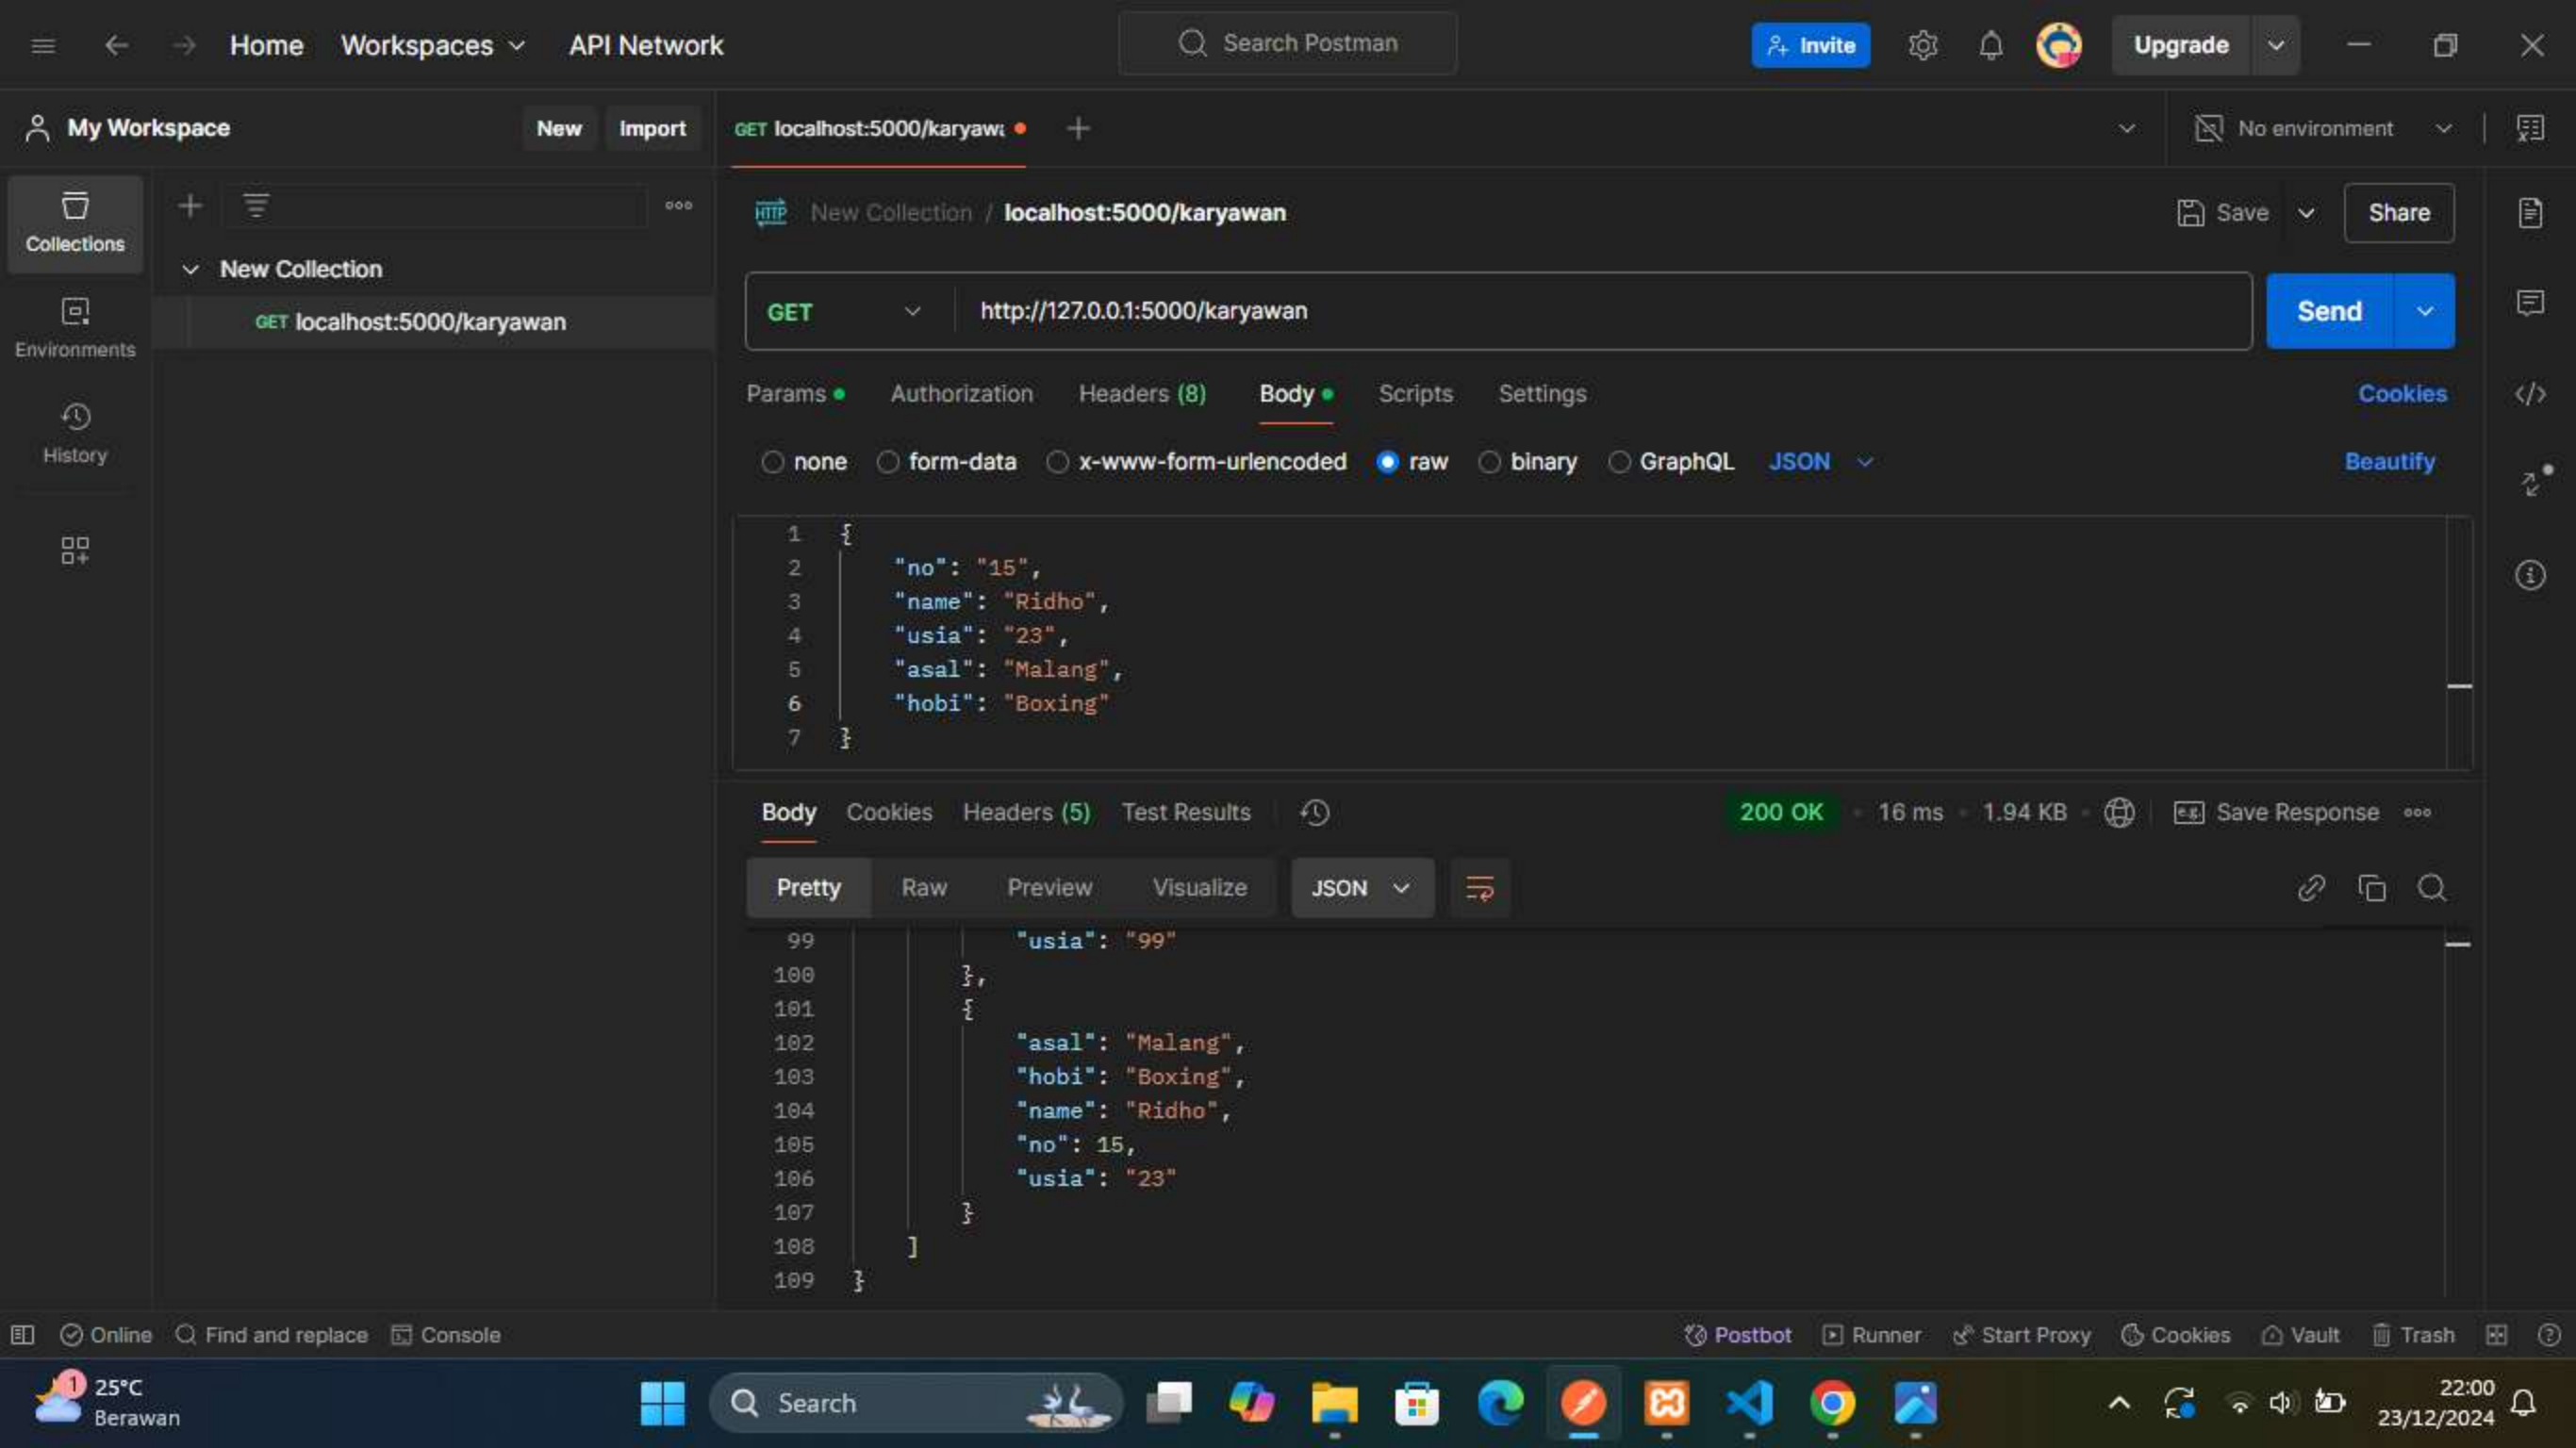 Home Workspaces API Network Search Postman Invite Upgrade
My Workspace New Import GET localhost:5000/karyaw No environment
Collections
Environments
History
New Collection
GET localhost:5000/karyawan
HTTP New Collection / localhost:5000/karyawan Save Share
GET http://127.0.0.1:5000/karyawan Send
Params Authorization Headers (8) Body Scripts Settings Cookies
none form-data x-www-form-urlencoded raw binary GraphQL JSON Beautify
1 {
2 "no": "15",
3 "name": "Ridho",
4 "usia": "23",
5 "asal": "Malang",
6 "hobi": "Boxing"
7 }
Body Cookies Headers (5) Test Results 200 OK 16 ms 1.94 KB e.g. Save Response
Pretty Raw Preview Visualize JSON
99 "usia": "99"
100 },
101 {
102 "asal": "Malang",
103 "hobi": "Boxing",
104 "name": "Ridho",
105 "no": 15,
106 "usia": "23"
107 }
108 ]
109 }
Online Find and replace Console Postbot Runner Start Proxy Cookies Vault Trash
1 25°C
Berawan
Search
22:00
23/12/2024